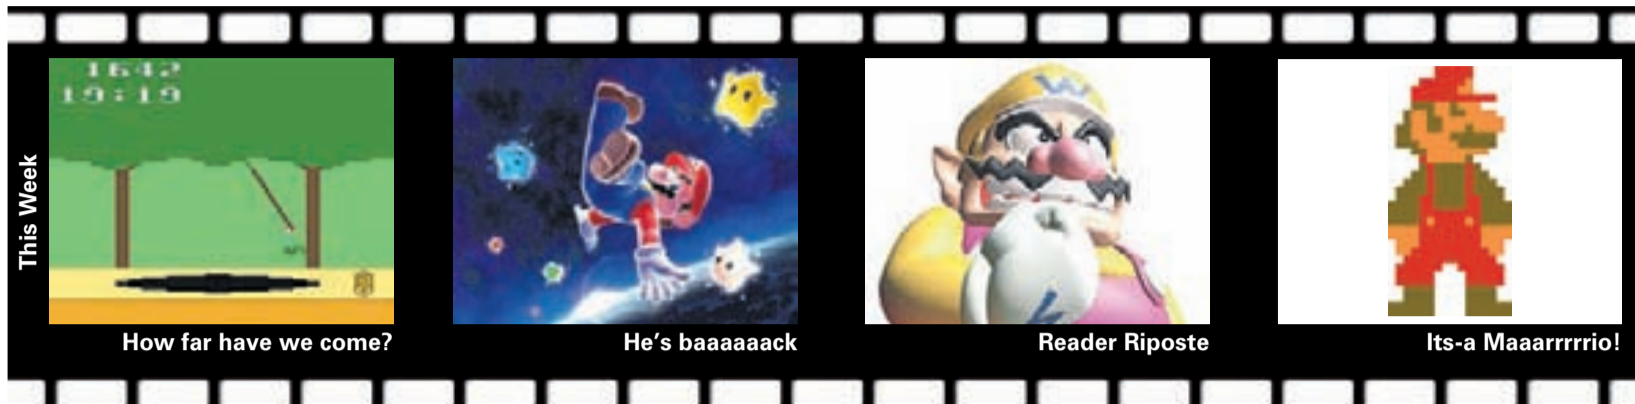 This Week
1642
19:19
How far have we come?
He's baaaaaack
W
Reader Riposte
Its-a Maaarrrrrio!